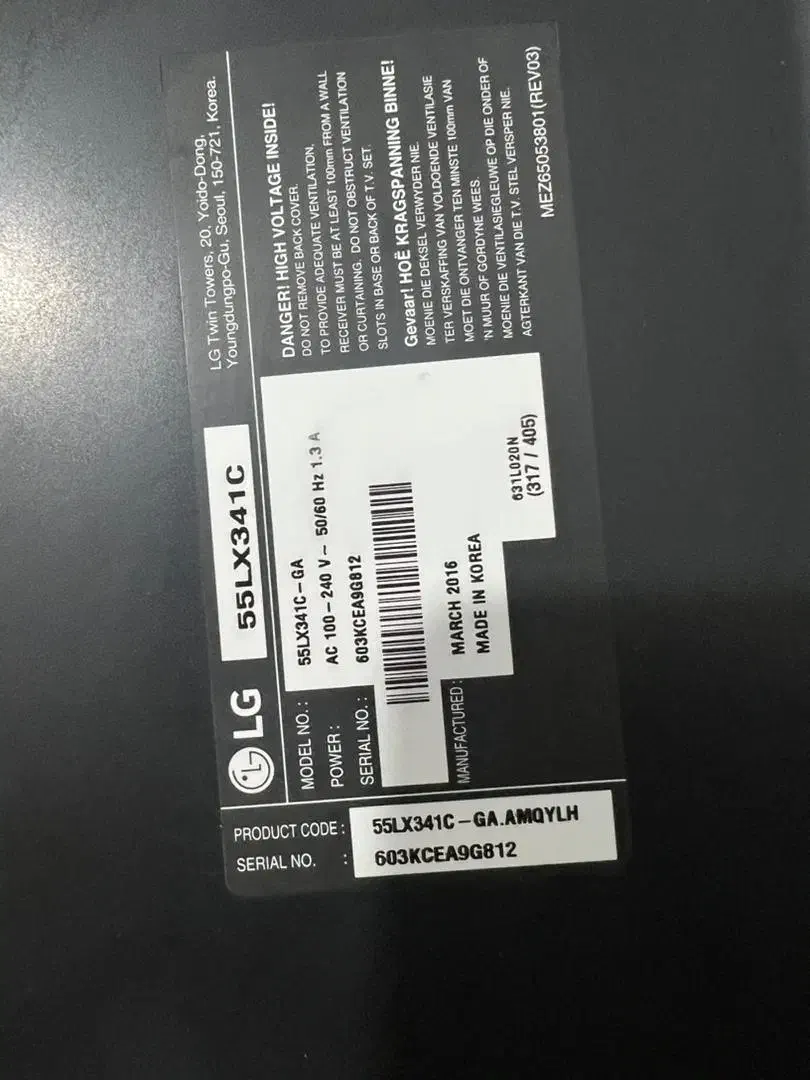 LG 55LX341C
LG Twin Towers, 20, Yoido-Dong,
Youngdungpo-Gu, Seoul, 150-721, Korea.
MODEL NO. : 55LX341C-GA
POWER : AC 100-240 V~ 50/60 Hz 1.3 A
SERIAL NO. : 603KCEA9G812
MANUFACTURED : MARCH 2016
MADE IN KOREA
631L020N
(317 / 405)
DANGER! HIGH VOLTAGE INSIDE!
DO NOT REMOVE BACK COVER.
TO PROVIDE ADEQUATE VENTILATION,
RECEIVER MUST BE AT LEAST 100mm FROM A WALL
OR CURTAINING. DO NOT OBSTRUCT VENTILATION
SLOTS IN BASE OR BACK OF T.V. SET.
Gevaar! HOË KRAGSPANNING BINNE!
MOENIE DIE DEKSEL VERWYDER NIE.
TER VERSKAFFING VAN VOLDOENDE VENTILASIE
MOET DIE ONTVANGER TEN MINSTE 100mm VAN
'N MUUR OF GORDYNE WEES.
MOENIE DIE VENTILASIEGLEUWE OP DIE ONDER OF
AGTERKANT VAN DIE T.V. STEL VERSPER NIE.
MEZ65053801(REV03)
PRODUCT CODE : 55LX341C-GA.AMQYLH
SERIAL NO. : 603KCEA9G812